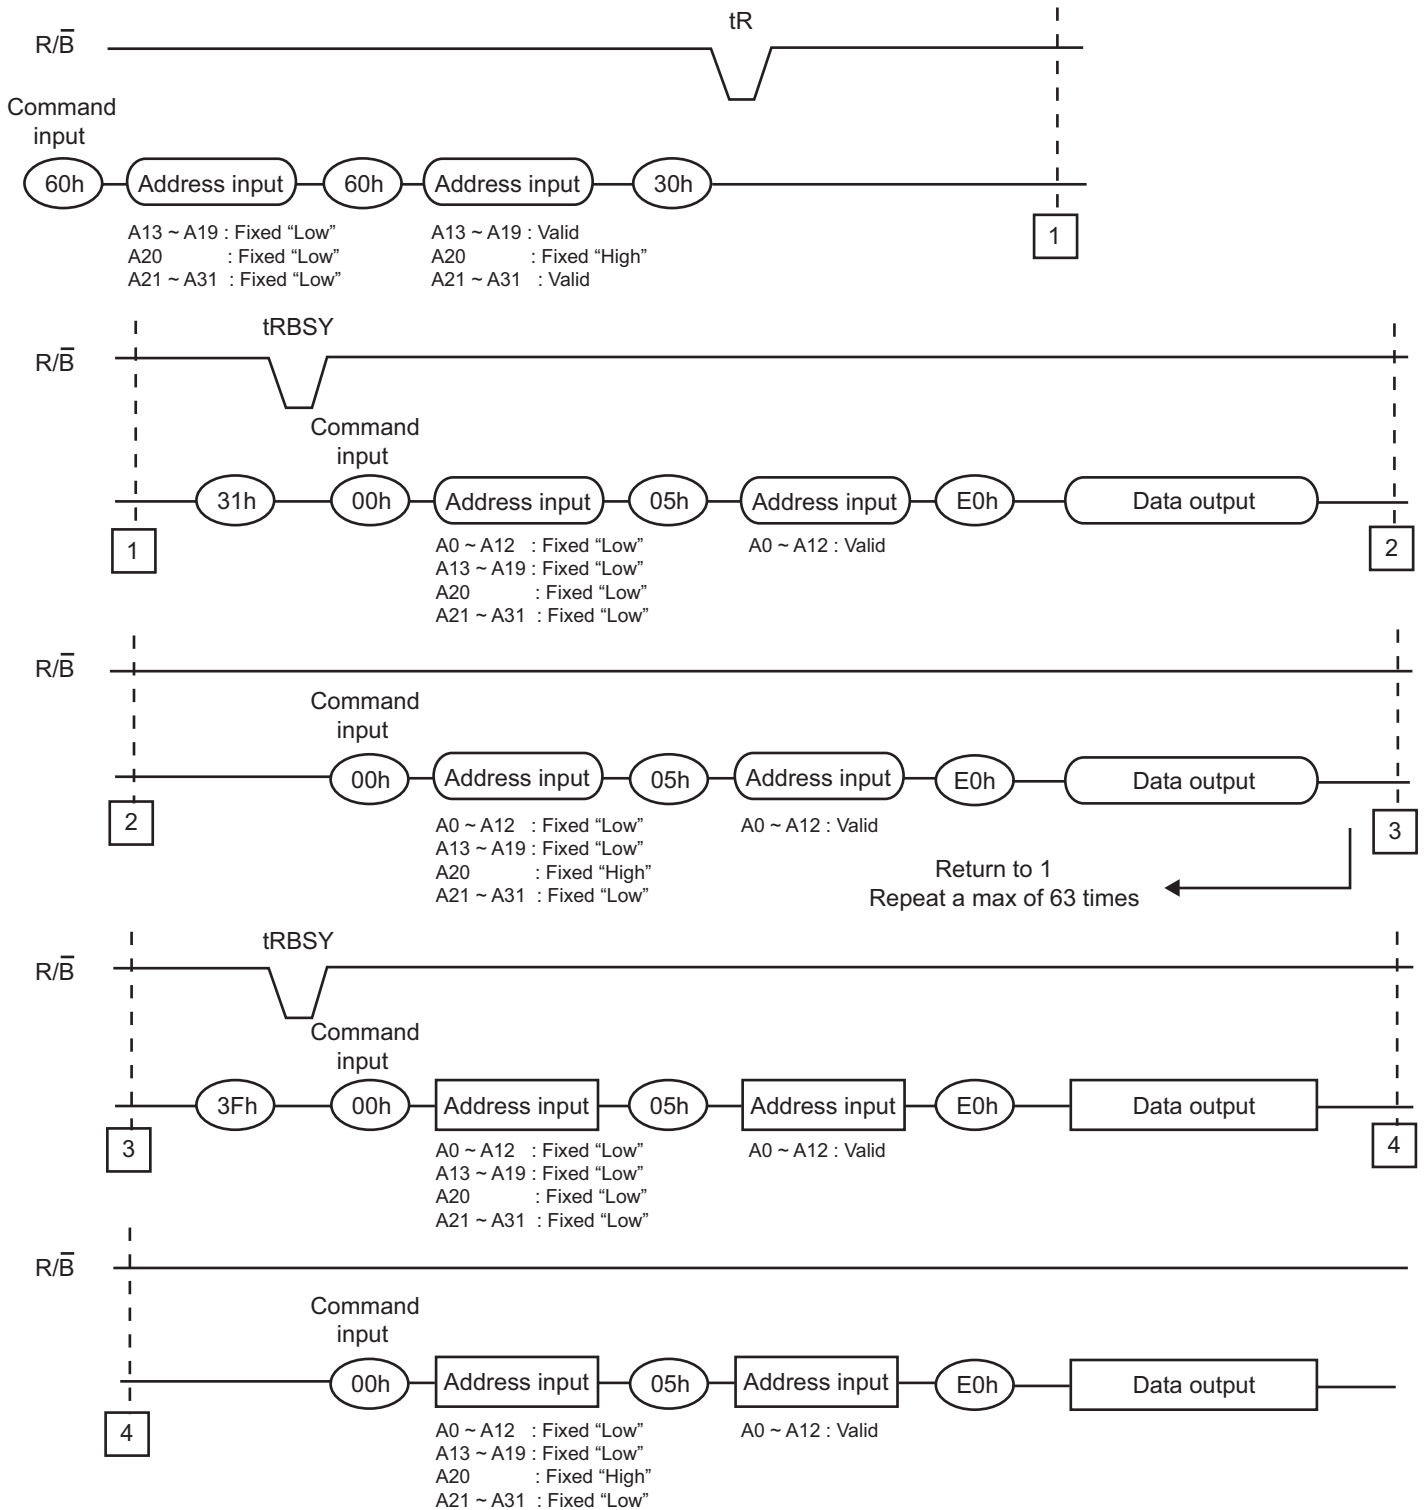 tR
R/B̅
Command
input
60h Address input 60h Address input 30h
A13 ~ A19 : Fixed “Low” A13 ~ A19 : Valid
A20 : Fixed “Low” A20 : Fixed “High”
A21 ~ A31 : Fixed “Low” A21 ~ A31 : Valid
1
tRBSY
R/B̅
Command
input
31h 00h Address input 05h Address input E0h Data output
1 2
A0 ~ A12 : Fixed “Low” A0 ~ A12 : Valid
A13 ~ A19 : Fixed “Low”
A20 : Fixed “Low”
A21 ~ A31 : Fixed “Low”
R/B̅
Command
input
00h Address input 05h Address input E0h Data output
2 3
A0 ~ A12 : Fixed “Low” A0 ~ A12 : Valid
A13 ~ A19 : Fixed “Low”
A20 : Fixed “High”
A21 ~ A31 : Fixed “Low”
Return to 1
Repeat a max of 63 times
tRBSY
R/B̅
Command
input
3Fh 00h Address input 05h Address input E0h Data output
3 4
A0 ~ A12 : Fixed “Low” A0 ~ A12 : Valid
A13 ~ A19 : Fixed “Low”
A20 : Fixed “Low”
A21 ~ A31 : Fixed “Low”
R/B̅
Command
input
00h Address input 05h Address input E0h Data output
4
A0 ~ A12 : Fixed “Low” A0 ~ A12 : Valid
A13 ~ A19 : Fixed “Low”
A20 : Fixed “High”
A21 ~ A31 : Fixed “Low”